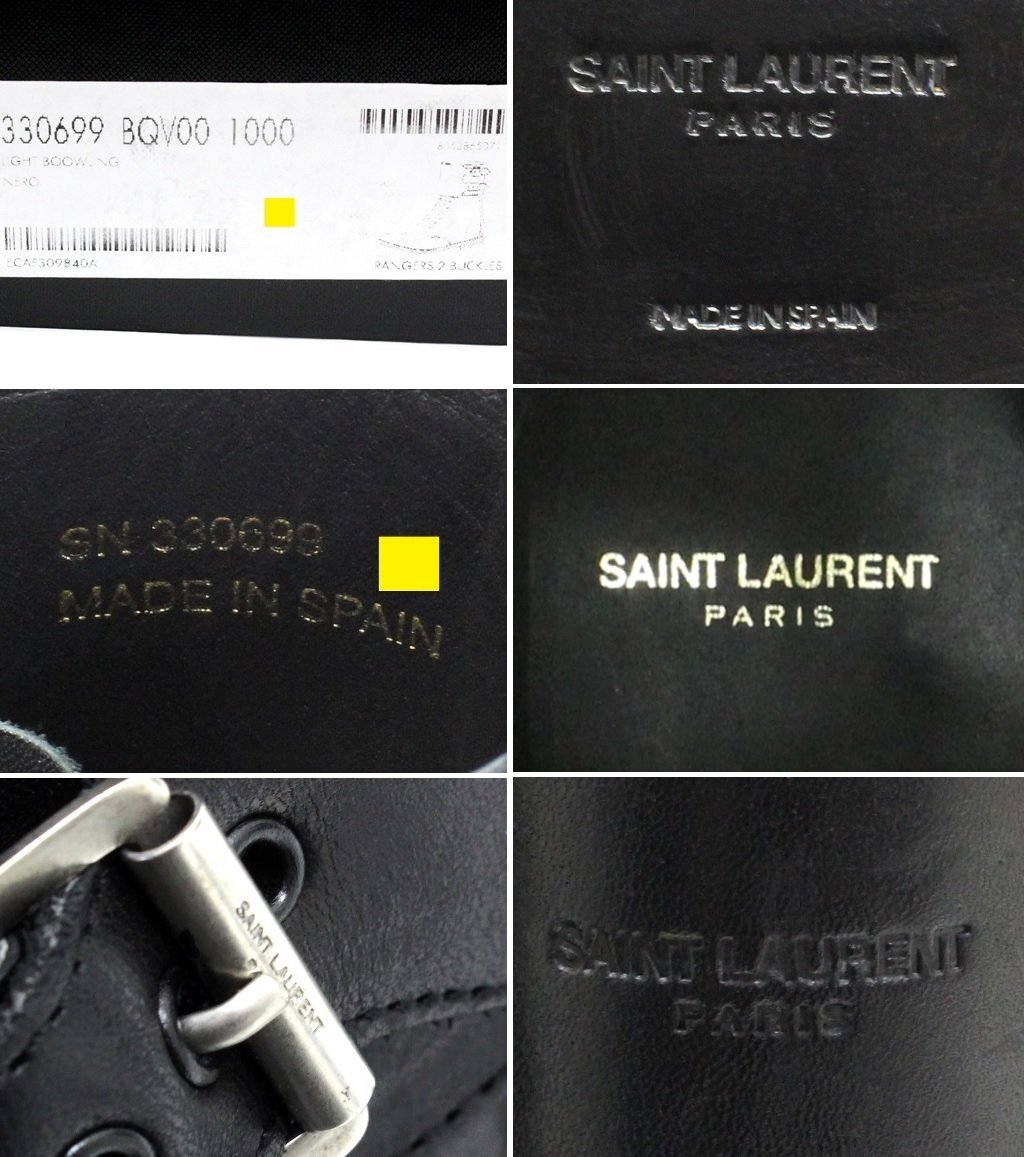 330699 BQV00 1000
LIGHT BOOWLING
NERO
RANGERS 2 BUCKLES
SAINT LAURENT
PARIS
MADE IN SPAIN
SN 330699
MADE IN SPAIN
SAINT LAURENT
PARIS
SAINT LAURENT
SAINT LAURENT
PARIS